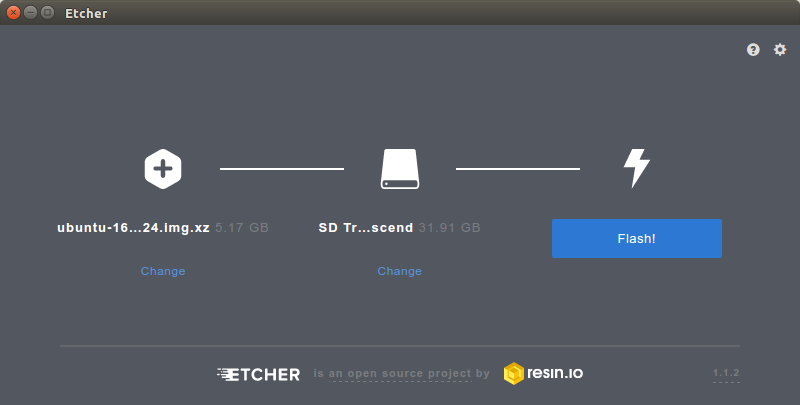 Etcher
ubuntu-16...24.img.xz 5.17 GB
SD Tr...scend 31.91 GB
Flash!
Change
Change
ETCHER is an open source project by resin.io 1.1.2